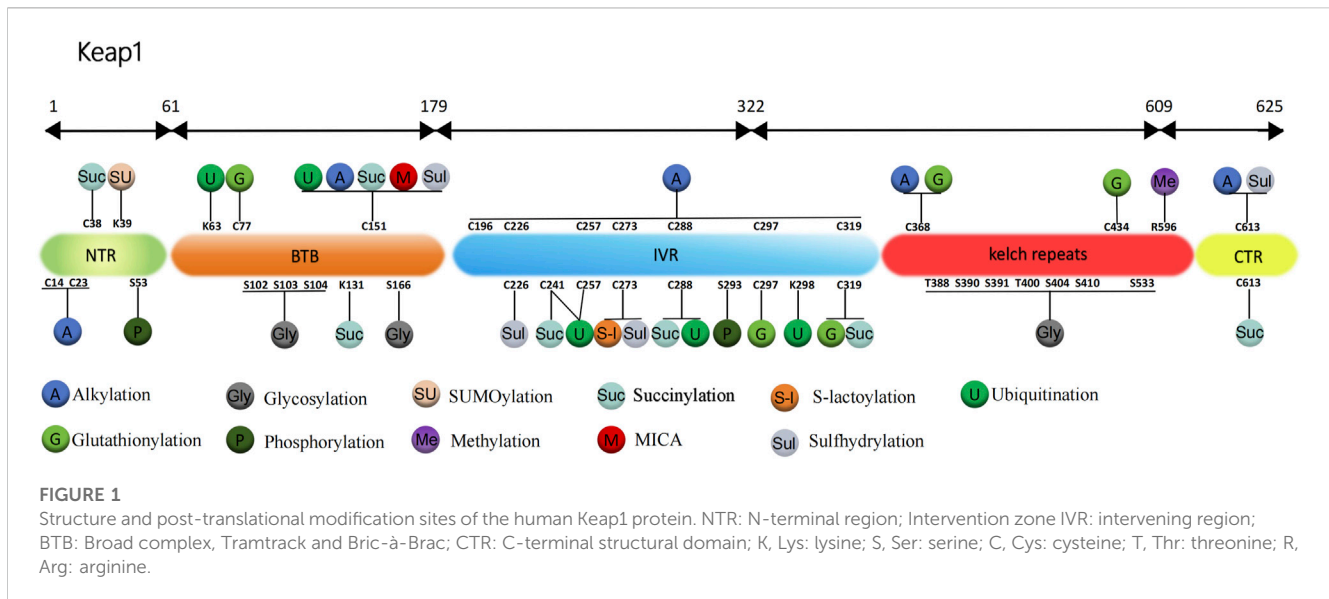 Keap1
1 61 179 322 609 625
Suc SU U G U A Suc M Sul A A G G Me A Sul
C38 K39 K63 C77 C151 C196 C226 C257 C273 C288 C297 C319 C368 C434 R596 C613
NTR BTB IVR kelch repeats CTR
C14 C23 S53 S102 S103 S104 K131 S166 C226 C241 C257 C273 C288 S293 C297 K298 C319 T388 S390 S391 T400 S404 S410 S533 C613
A P Gly Suc Gly Sul Suc U S-l Sul Suc U P G U G Suc Gly Suc
A Alkylation Gly Glycosylation SU SUMOylation Suc Succinylation S-l S-lactoylation U Ubiquitination
G Glutathionylation P Phosphorylation Me Methylation M MICA Sul Sulfhydrylation
FIGURE 1
Structure and post-translational modification sites of the human Keap1 protein. NTR: N-terminal region; Intervention zone IVR: intervening region;
BTB: Broad complex, Tramtrack and Bric-à-Brac; CTR: C-terminal structural domain; K, Lys: lysine; S, Ser: serine; C, Cys: cysteine; T, Thr: threonine; R,
Arg: arginine.